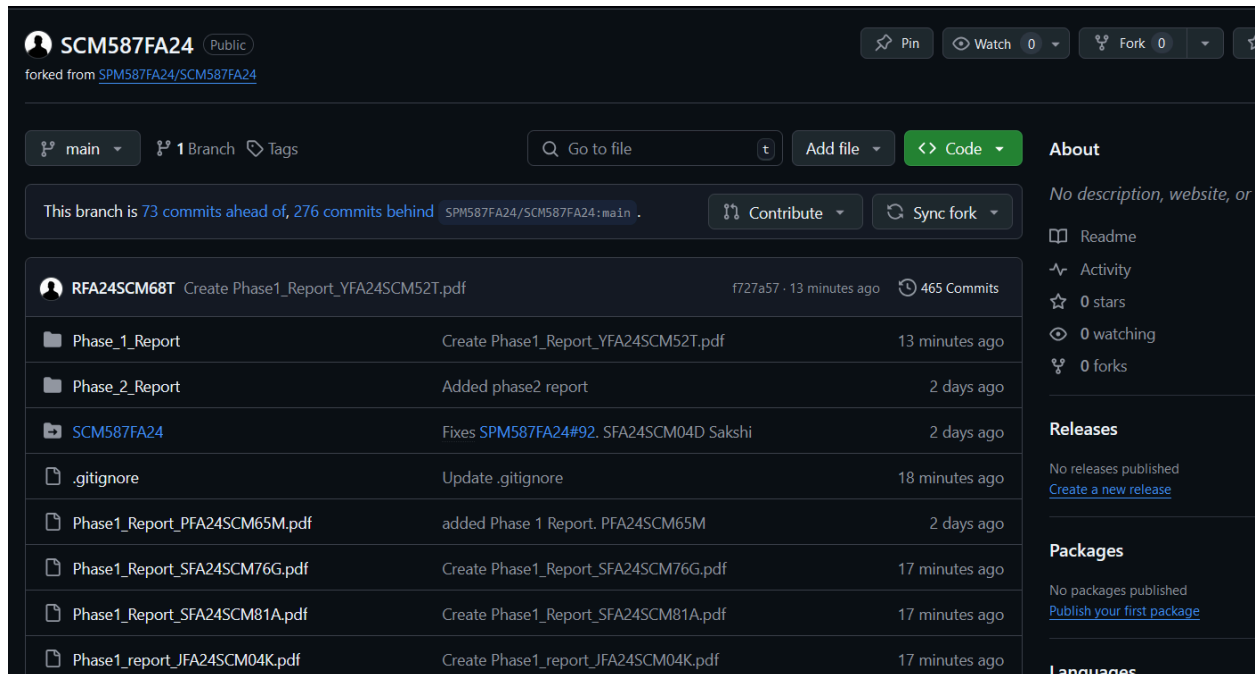 SCM587FA24 Public
Pin
Watch 0
Fork 0
forked from SPM587FA24/SCM587FA24
main
1 Branch
Tags
Go to file
t
Add file
Code
This branch is 73 commits ahead of, 276 commits behind SPM587FA24/SCM587FA24:main .
Contribute
Sync fork
RFA24SCM68T Create Phase1_Report_YFA24SCM52T.pdf f727a57 · 13 minutes ago 465 Commits
Phase_1_Report Create Phase1_Report_YFA24SCM52T.pdf 13 minutes ago
Phase_2_Report Added phase2 report 2 days ago
SCM587FA24 Fixes SPM587FA24#92. SFA24SCM04D Sakshi 2 days ago
.gitignore Update .gitignore 18 minutes ago
Phase1_Report_PFA24SCM65M.pdf added Phase 1 Report. PFA24SCM65M 2 days ago
Phase1_Report_SFA24SCM76G.pdf Create Phase1_Report_SFA24SCM76G.pdf 17 minutes ago
Phase1_Report_SFA24SCM81A.pdf Create Phase1_Report_SFA24SCM81A.pdf 17 minutes ago
Phase1_report_JFA24SCM04K.pdf Create Phase1_report_JFA24SCM04K.pdf 17 minutes ago
About
No description, website, or
Readme
Activity
0 stars
0 watching
0 forks
Releases
No releases published
Create a new release
Packages
No packages published
Publish your first package
Languages